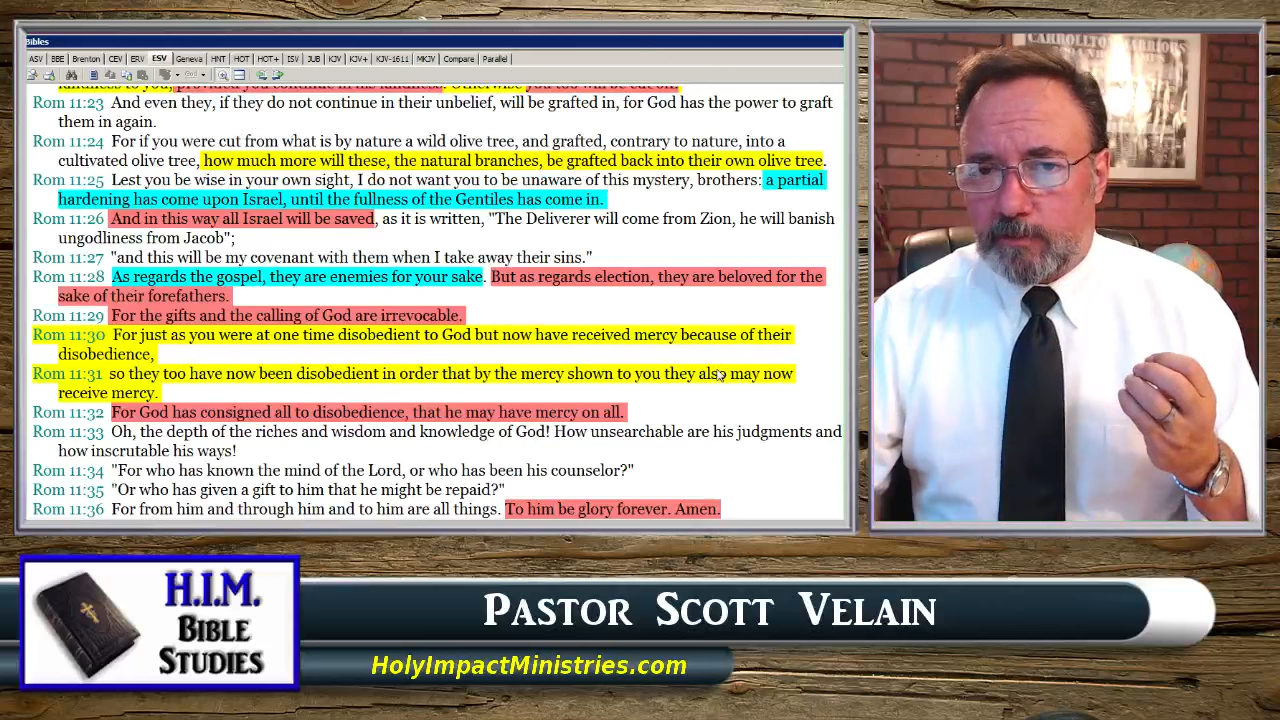 Bibles
ASV BBE Brenton CEV ERV ESV Geneva HNT HOT HOT+ ISV JUB KJV KJV+ KJV-1611 MKJV Compare Parallel
kindness to you, provided you continue in his kindness. Otherwise you too will be cut off.
Rom 11:23 And even they, if they do not continue in their unbelief, will be grafted in, for God has the power to graft
them in again.
Rom 11:24 For if you were cut from what is by nature a wild olive tree, and grafted, contrary to nature, into a
cultivated olive tree, how much more will these, the natural branches, be grafted back into their own olive tree.
Rom 11:25 Lest you be wise in your own sight, I do not want you to be unaware of this mystery, brothers: a partial
hardening has come upon Israel, until the fullness of the Gentiles has come in.
Rom 11:26 And in this way all Israel will be saved, as it is written, "The Deliverer will come from Zion, he will banish
ungodliness from Jacob";
Rom 11:27 "and this will be my covenant with them when I take away their sins."
Rom 11:28 As regards the gospel, they are enemies for your sake. But as regards election, they are beloved for the
sake of their forefathers.
Rom 11:29 For the gifts and the calling of God are irrevocable.
Rom 11:30 For just as you were at one time disobedient to God but now have received mercy because of their
disobedience,
Rom 11:31 so they too have now been disobedient in order that by the mercy shown to you they also may now
receive mercy.
Rom 11:32 For God has consigned all to disobedience, that he may have mercy on all.
Rom 11:33 Oh, the depth of the riches and wisdom and knowledge of God! How unsearchable are his judgments and
how inscrutable his ways!
Rom 11:34 "For who has known the mind of the Lord, or who has been his counselor?"
Rom 11:35 "Or who has given a gift to him that he might be repaid?"
Rom 11:36 For from him and through him and to him are all things. To him be glory forever. Amen.
CARROLLTON WARRIORS
H.I.M.
BIBLE
STUDIES
PASTOR SCOTT VELAIN
HolyImpactMinistries.com